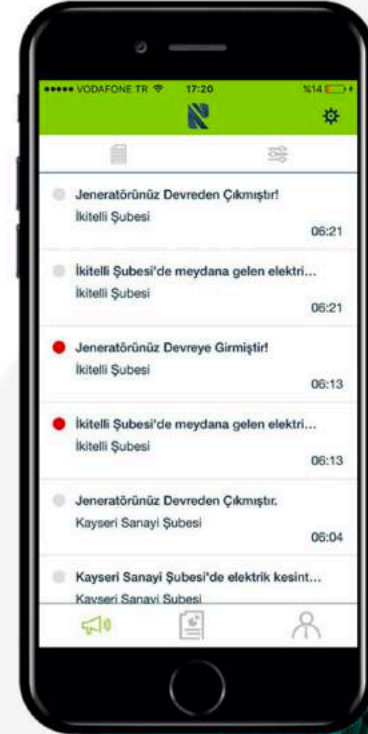 VODAFONE TR 17:20 %14
Jeneratörünüz Devreden Çıkmıştır!
İkitelli Şubesi
06:21
İkitelli Şubesi'de meydana gelen elektri...
İkitelli Şubesi
06:21
Jeneratörünüz Devreye Girmiştir!
İkitelli Şubesi
06:13
İkitelli Şubesi'de meydana gelen elektri...
İkitelli Şubesi
06:13
Jeneratörünüz Devreden Çıkmıştır.
Kayseri Sanayi Şubesi
06:04
Kayseri Sanayi Şubesi'de elektrik kesint...
Kayseri Sanayi Şubesi